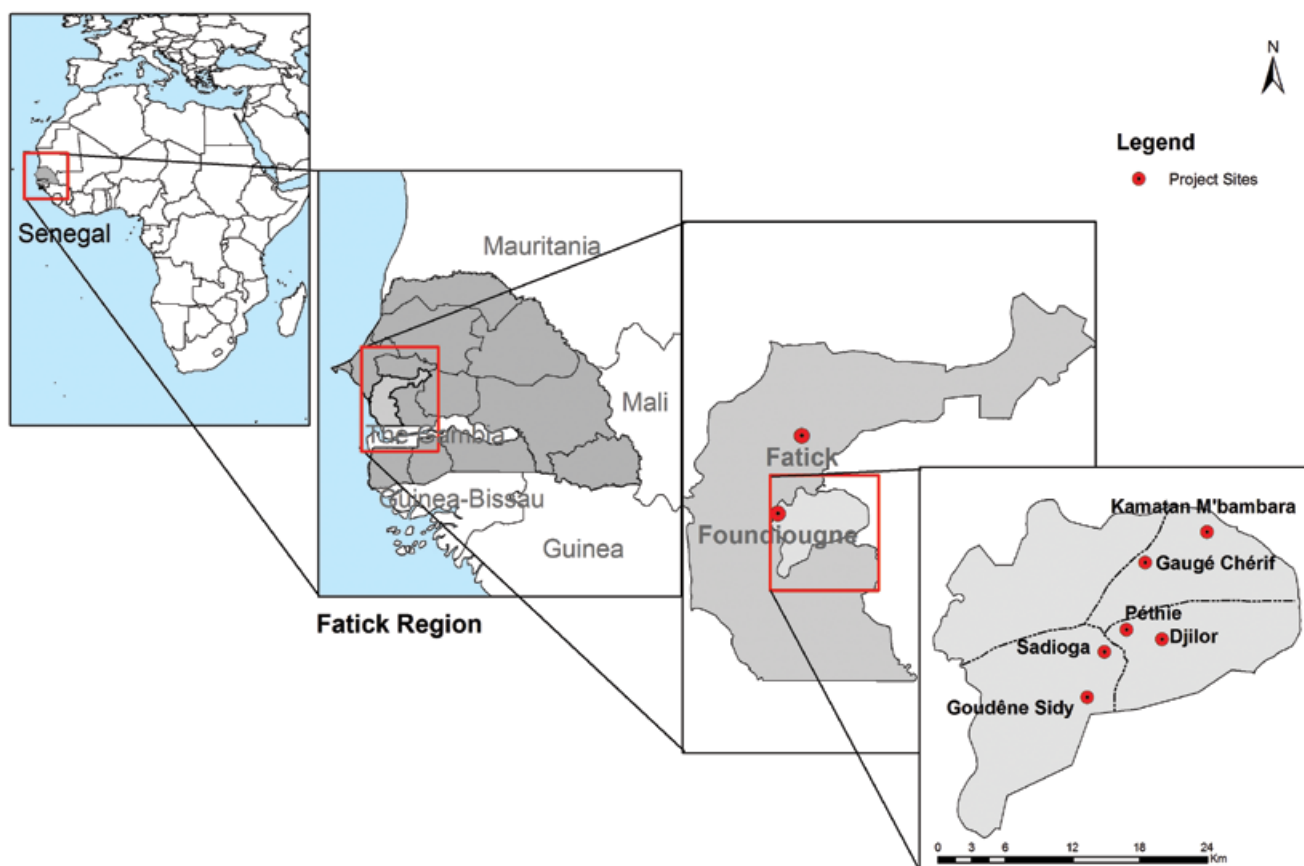 N
Legend
Project Sites
Senegal
Mauritania
Mali
The Gambia
Guinea-Bissau
Guinea
Fatick Region
Fatick
Foundiougne
Kamatan M'bambara
Gaugé Chérif
Péthie
Djilor
Sadioga
Goudêne Sidy
0 3 6 12 18 24
Km